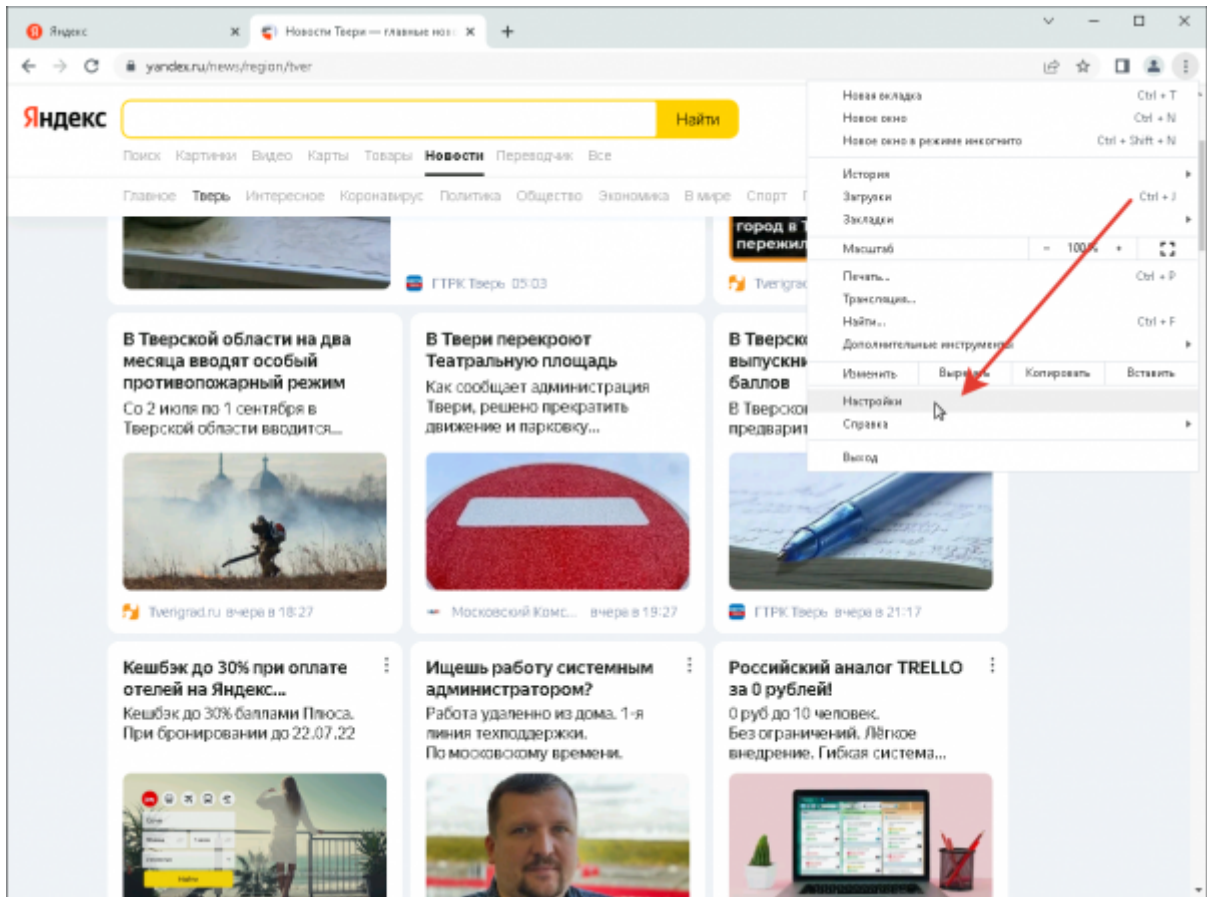 Яндекс
Новости Твери — главные нов
yandex.ru/news/region/tver
Яндекс
Найти
Поиск Картинки Видео Карты Товары Новости Переводчик Все
Главное Тверь Интересное Коронавирус Политика Общество Экономика В мире Спорт
Новая вкладка Ctrl + T
Новое окно Ctrl + N
Новое окно в режиме инкогнито Ctrl + Shift + N
История
Загрузки Ctrl + J
Закладки
Масштаб - 100% +
Печать... Ctrl + P
Трансляция...
Найти... Ctrl + F
Дополнительные инструменты
Изменить Вырезать Копировать Вставить
Настройки
Справка
Выход
город в Т
пережил
ГТРК Тверь 05:03
Tverigrad
В Тверской области на два
месяца вводят особый
противопожарный режим
Со 2 июля по 1 сентября в
Тверской области вводится...
Tverigrad.ru вчера в 18:27
В Твери перекроют
Театральную площадь
Как сообщает администрация
Твери, решено прекратить
движение и парковку...
Московский Комс... вчера в 19:27
В Тверско
выпускни
баллов
В Тверско
предварит
ГТРК Тверь вчера в 21:17
Кешбэк до 30% при оплате
отелей на Яндекс...
Кешбэк до 30% баллами Плюса.
При бронировании до 22.07.22
Найти
Ищешь работу системным
администратором?
Работа удаленно из дома. 1-я
линия техподдержки.
По московскому времени.
Российский аналог TRELLO
за 0 рублей!
0 руб до 10 человек.
Без ограничений. Лёгкое
внедрение. Гибкая система...